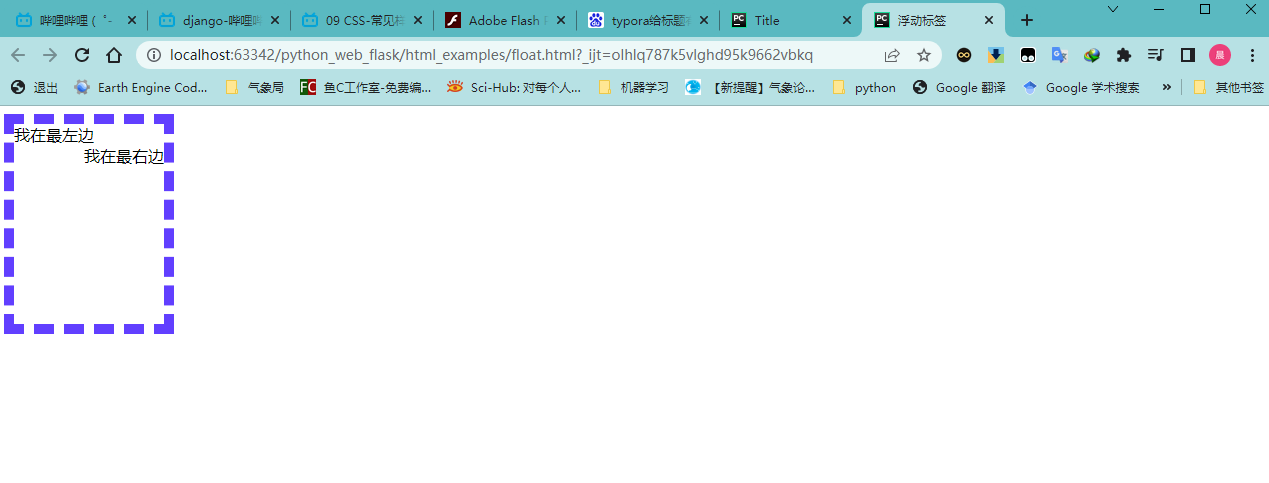 哔哩哔哩 ( ゜-
django-哔哩哔
09 CSS-常见
Adobe Flash
typora给标题
Title
浮动标签
localhost:63342/python_web_flask/html_examples/float.html?_ijt=olhlq787k5vlghd95k9662vbkq
晨
退出
Earth Engine Cod...
气象局
鱼C工作室-免费编...
Sci-Hub: 对每个人...
机器学习
【新提醒】气象论...
python
Google 翻译
Google 学术搜索
»
其他书签
我在最左边
我在最右边